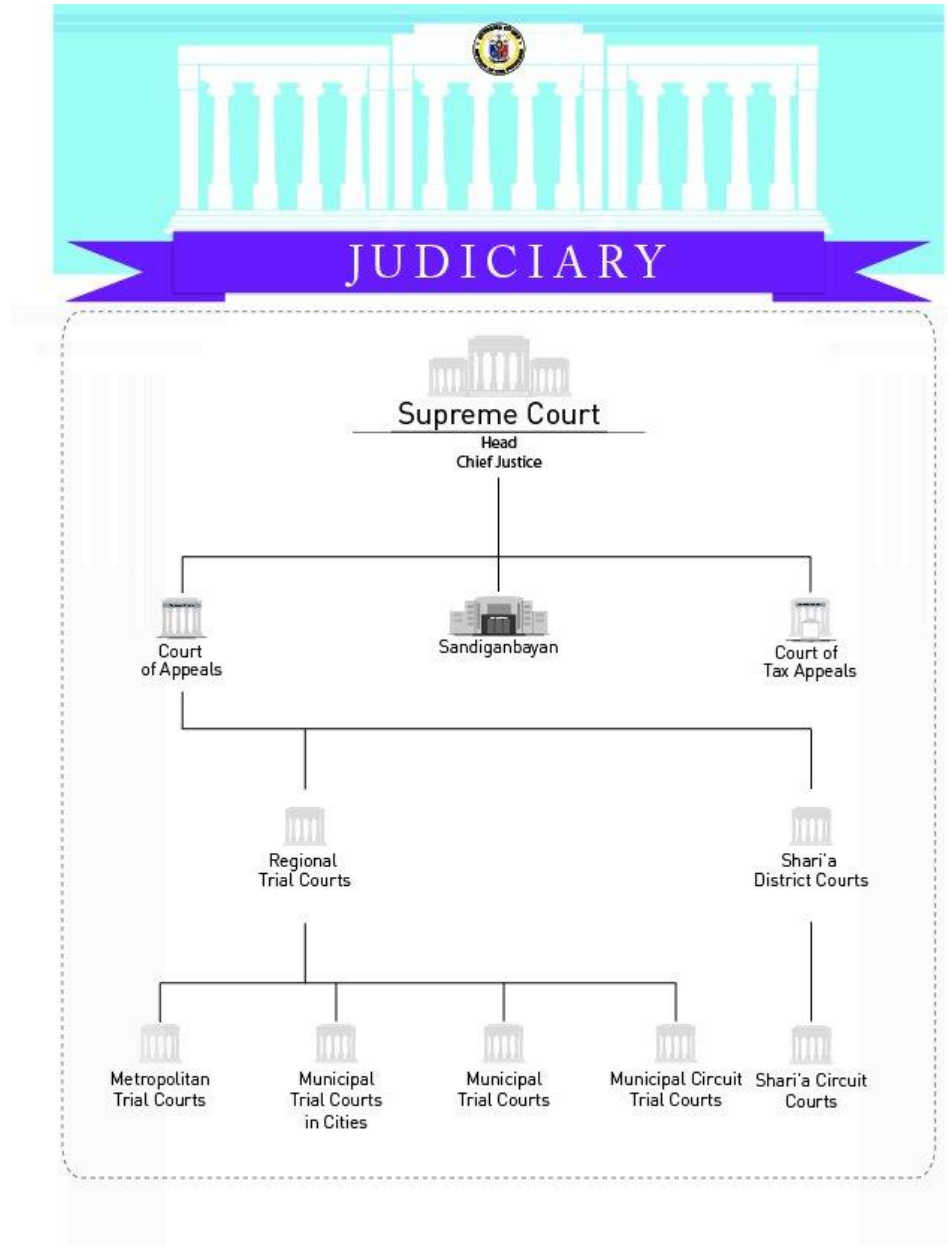 JUDICIARY
Supreme Court
Head
Chief Justice
Court
of Appeals
Sandiganbayan
Court of
Tax Appeals
Regional
Trial Courts
Shari'a
District Courts
Metropolitan
Trial Courts
Municipal
Trial Courts
in Cities
Municipal
Trial Courts
Municipal Circuit
Trial Courts
Shari'a Circuit
Courts